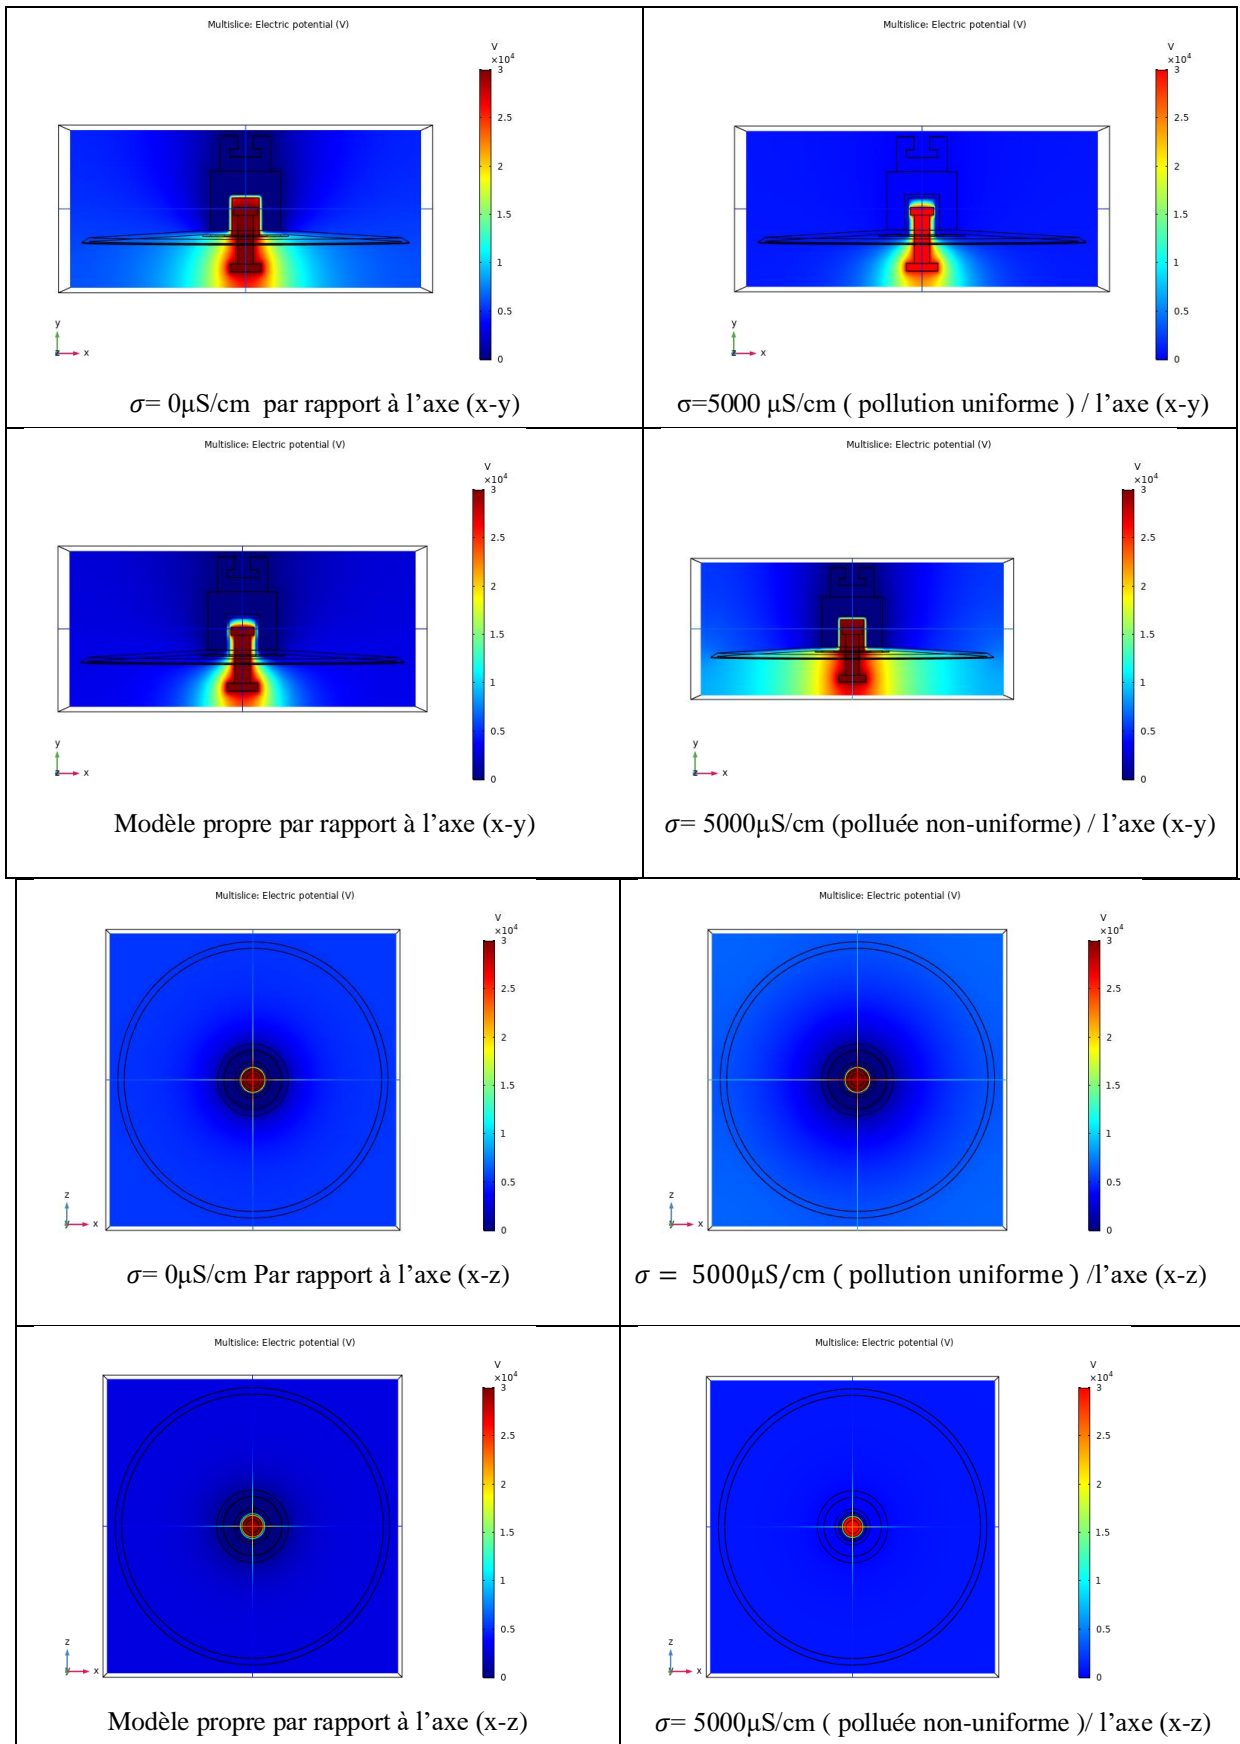 Multislice: Electric potential (V)
V
×10⁴
3
2.5
2
1.5
1
0.5
0
y
z
x
σ= 0µS/cm par rapport à l'axe (x-y)
Multislice: Electric potential (V)
V
×10⁴
3
2.5
2
1.5
1
0.5
0
y
z
x
σ=5000 µS/cm ( pollution uniforme ) / l'axe (x-y)
Multislice: Electric potential (V)
V
×10⁴
3
2.5
2
1.5
1
0.5
0
y
z
x
Modèle propre par rapport à l'axe (x-y)
Multislice: Electric potential (V)
V
×10⁴
3
2.5
2
1.5
1
0.5
0
y
z
x
σ= 5000µS/cm (polluée non-uniforme) / l'axe (x-y)
Multislice: Electric potential (V)
V
×10⁴
3
2.5
2
1.5
1
0.5
0
z
y
x
σ= 0µS/cm Par rapport à l'axe (x-z)
Multislice: Electric potential (V)
V
×10⁴
3
2.5
2
1.5
1
0.5
0
z
y
x
σ = 5000µS/cm ( pollution uniforme ) /l'axe (x-z)
Multislice: Electric potential (V)
V
×10⁴
3
2.5
2
1.5
1
0.5
0
z
y
x
Modèle propre par rapport à l'axe (x-z)
Multislice: Electric potential (V)
V
×10⁴
3
2.5
2
1.5
1
0.5
0
z
y
x
σ= 5000µS/cm ( polluée non-uniforme )/ l'axe (x-z)